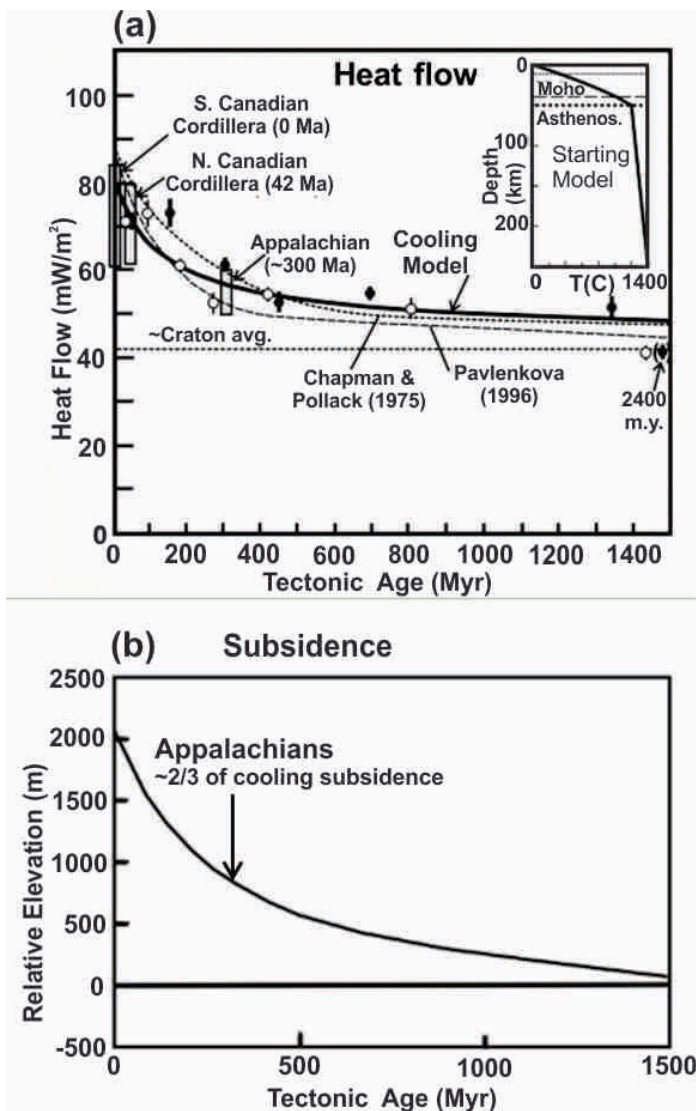 (a)
Heat flow
S. Canadian
Cordillera (0 Ma)
N. Canadian
Cordillera (42 Ma)
Appalachian
(~300 Ma)
Cooling
Model
~Craton avg.
Chapman &
Pollack (1975)
Pavlenkova
(1996)
2400
m.y.
Heat Flow (mW/m²)
100
80
60
40
20
0
0 200 400 600 800 1000 1200 1400
Tectonic Age (Myr)
0
Moho
Asthenos.
100
Starting
Model
200
Depth
(km)
0 T(C) 1400
(b) Subsidence
2500
2000
1500
1000
500
0
-500
Relative Elevation (m)
Appalachians
~2/3 of cooling subsidence
0 500 1000 1500
Tectonic Age (Myr)